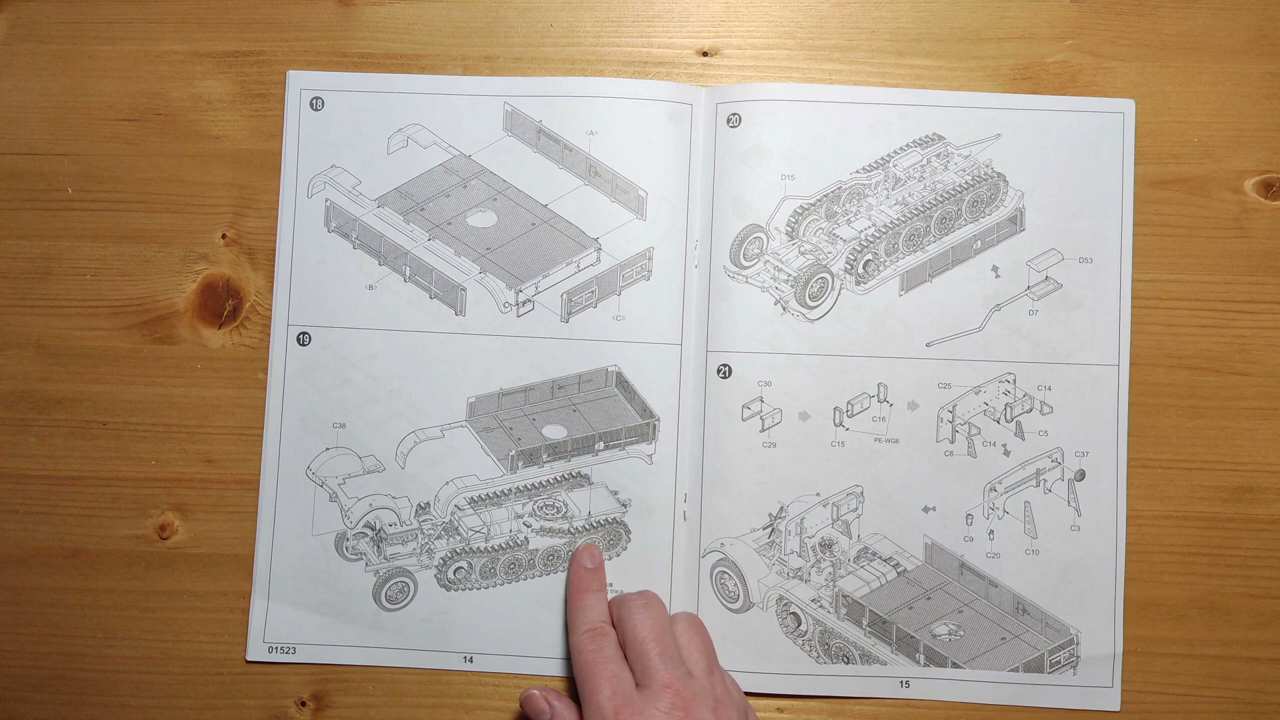 18
<A>
<B>
<C>
19
C38
track
01523
14
20
D15
D53
D7
21
C30
C29
C15
C16
PE-WG6
C25
C14
C14
C5
C6
C37
C3
C9
C20
C10
15